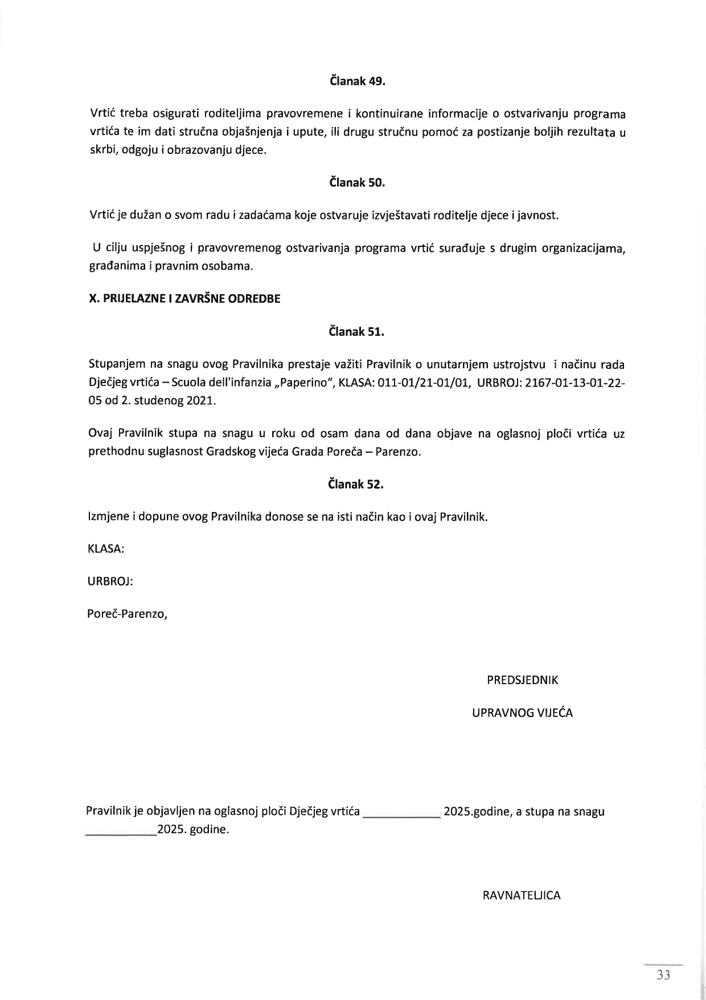 Članak 49.
Vrtić treba osigurati roditeljima pravovremene i kontinuirane informacije o ostvarivanju programa
vrtića te im dati stručna objašnjenja i upute, ili drugu stručnu pomoć za postizanje boljih rezultata u
skrbi, odgoju i obrazovanju djece.
Članak 50.
Vrtić je dužan o svom radu i zadaćama koje ostvaruje izvještavati roditelje djece i javnost.
U cilju uspješnog i pravovremenog ostvarivanja programa vrtić surađuje s drugim organizacijama,
građanima i pravnim osobama.
X. PRIJELAZNE I ZAVRŠNE ODREDBE
Članak 51.
Stupanjem na snagu ovog Pravilnika prestaje važiti Pravilnik o unutarnjem ustrojstvu i načinu rada
Dječjeg vrtića – Scuola dell'infanzia „Paperino“, KLASA: 011-01/21-01/01, URBROJ: 2167-01-13-01-22-
05 od 2. studenog 2021.
Ovaj Pravilnik stupa na snagu u roku od osam dana od dana objave na oglasnoj ploči vrtića uz
prethodnu suglasnost Gradskog vijeća Grada Poreča – Parenzo.
Članak 52.
Izmjene i dopune ovog Pravilnika donose se na isti način kao i ovaj Pravilnik.
KLASA:
URBROJ:
Poreč-Parenzo,
PREDSJEDNIK
UPRAVNOG VIJEĆA
Pravilnik je objavljen na oglasnoj ploči Dječjeg vrtića _____________ 2025.godine, a stupa na snagu
____________2025. godine.
RAVNATELJICA
33